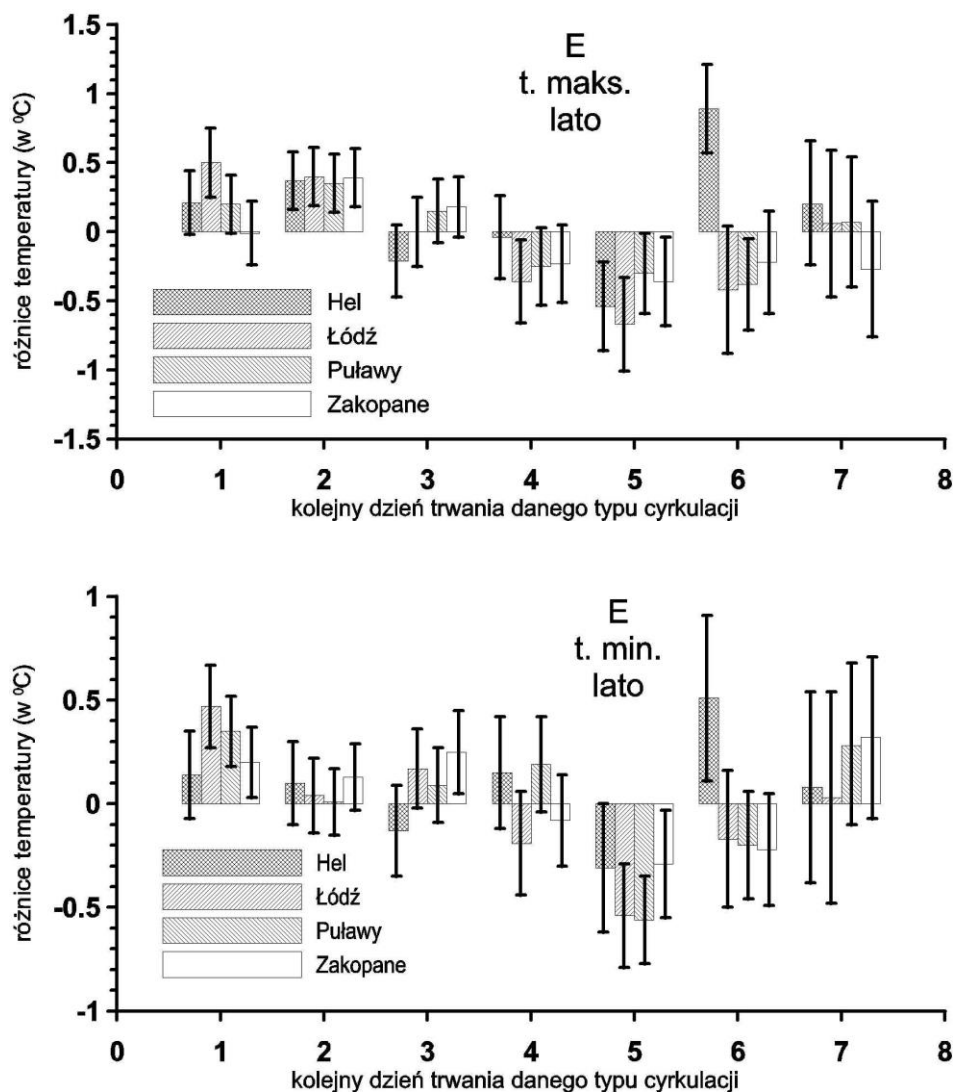 1.5
1
0.5
0
-0.5
-1
-1.5
różnice temperatury (w ºC)
E
t. maks.
lato
Hel
Łódź
Puławy
Zakopane
0 1 2 3 4 5 6 7 8
kolejny dzień trwania danego typu cyrkulacji
1
0.5
0
-0.5
-1
różnice temperatury (w ºC)
E
t. min.
lato
Hel
Łódź
Puławy
Zakopane
0 1 2 3 4 5 6 7 8
kolejny dzień trwania danego typu cyrkulacji